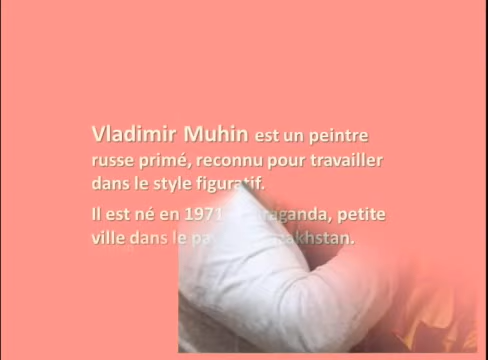 Vladimir Muhin est un peintre
russe primé, reconnu pour travailler
dans le style figuratif.
Il est né en 1971 petite
ville dans le